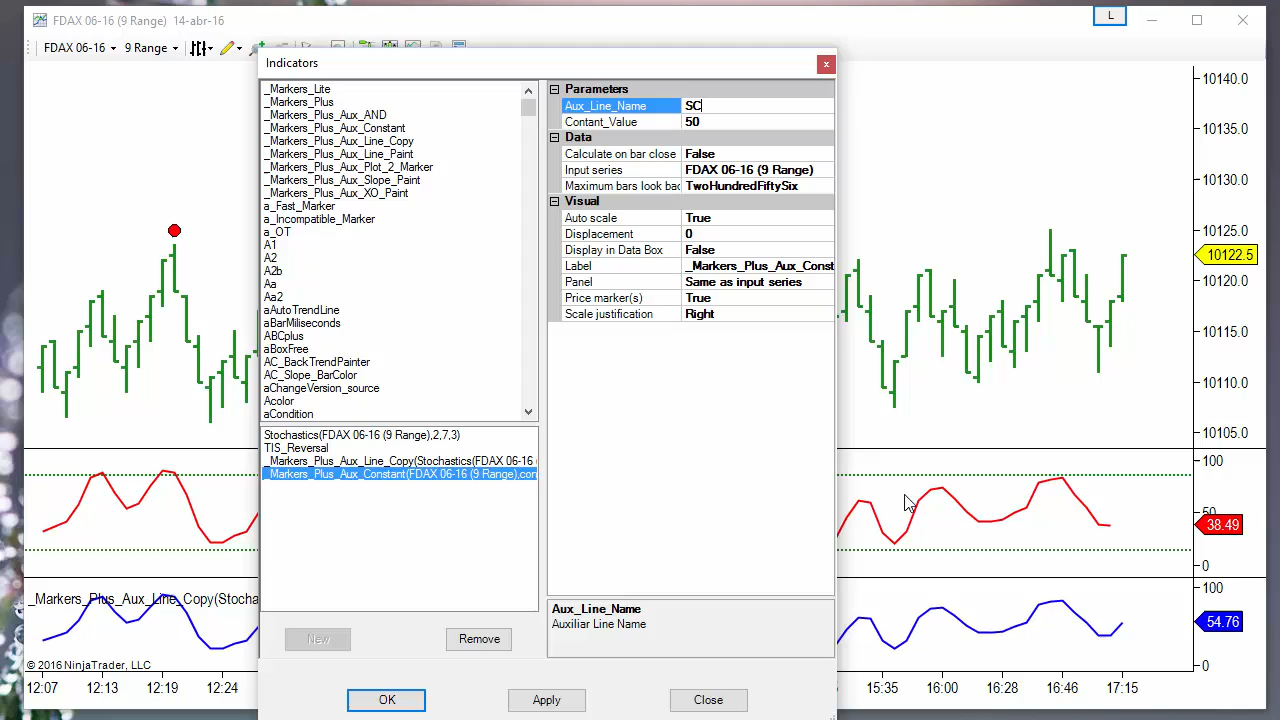 FDAX 06-16 (9 Range) 14-abr-16
L
FDAX 06-16
9 Range
Indicators
_Markers_Lite
_Markers_Plus
_Markers_Plus_Aux_AND
_Markers_Plus_Aux_Constant
_Markers_Plus_Aux_Line_Copy
_Markers_Plus_Aux_Line_Paint
_Markers_Plus_Aux_Plot_2_Marker
_Markers_Plus_Aux_Slope_Paint
_Markers_Plus_Aux_XO_Paint
a_Fast_Marker
a_Incompatible_Marker
a_OT
A1
A2
A2b
Aa
Aa2
aAutoTrendLine
aBarMiliseconds
ABCplus
aBoxFree
AC_BackTrendPainter
AC_Slope_BarColor
aChangeVersion_source
Acolor
aCondition
Stochastics(FDAX 06-16 (9 Range),2,7,3)
TIS_Reversal
_Markers_Plus_Aux_Line_Copy(Stochastics(FDAX 06-16
_Markers_Plus_Aux_Constant(FDAX 06-16 (9 Range),con
New
Remove
Parameters
Aux_Line_Name SC
Contant_Value 50
Data
Calculate on bar close False
Input series FDAX 06-16 (9 Range)
Maximum bars look bac TwoHundredFiftySix
Visual
Auto scale True
Displacement 0
Display in Data Box False
Label _Markers_Plus_Aux_Const
Panel Same as input series
Price marker(s) True
Scale justification Right
Aux_Line_Name
Auxiliar Line Name
OK
Apply
Close
10140.0
10135.0
10130.0
10125.0
10122.5
10120.0
10115.0
10110.0
10105.0
100
50
38.49
0
_Markers_Plus_Aux_Line_Copy(Stocha
100
54.76
0
© 2016 NinjaTrader, LLC
12:07 12:13 12:19 12:24 15:35 16:00 16:28 16:46 17:15